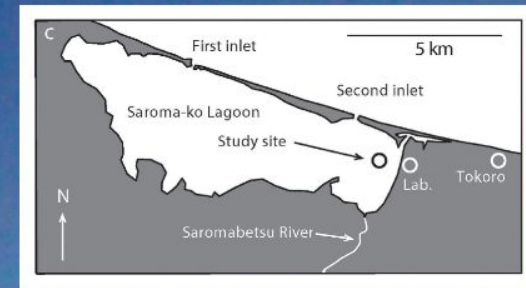 C
First inlet
5 km
Second inlet
Saroma-ko Lagoon
Study site
Lab.
Tokoro
N
Saromabetsu River